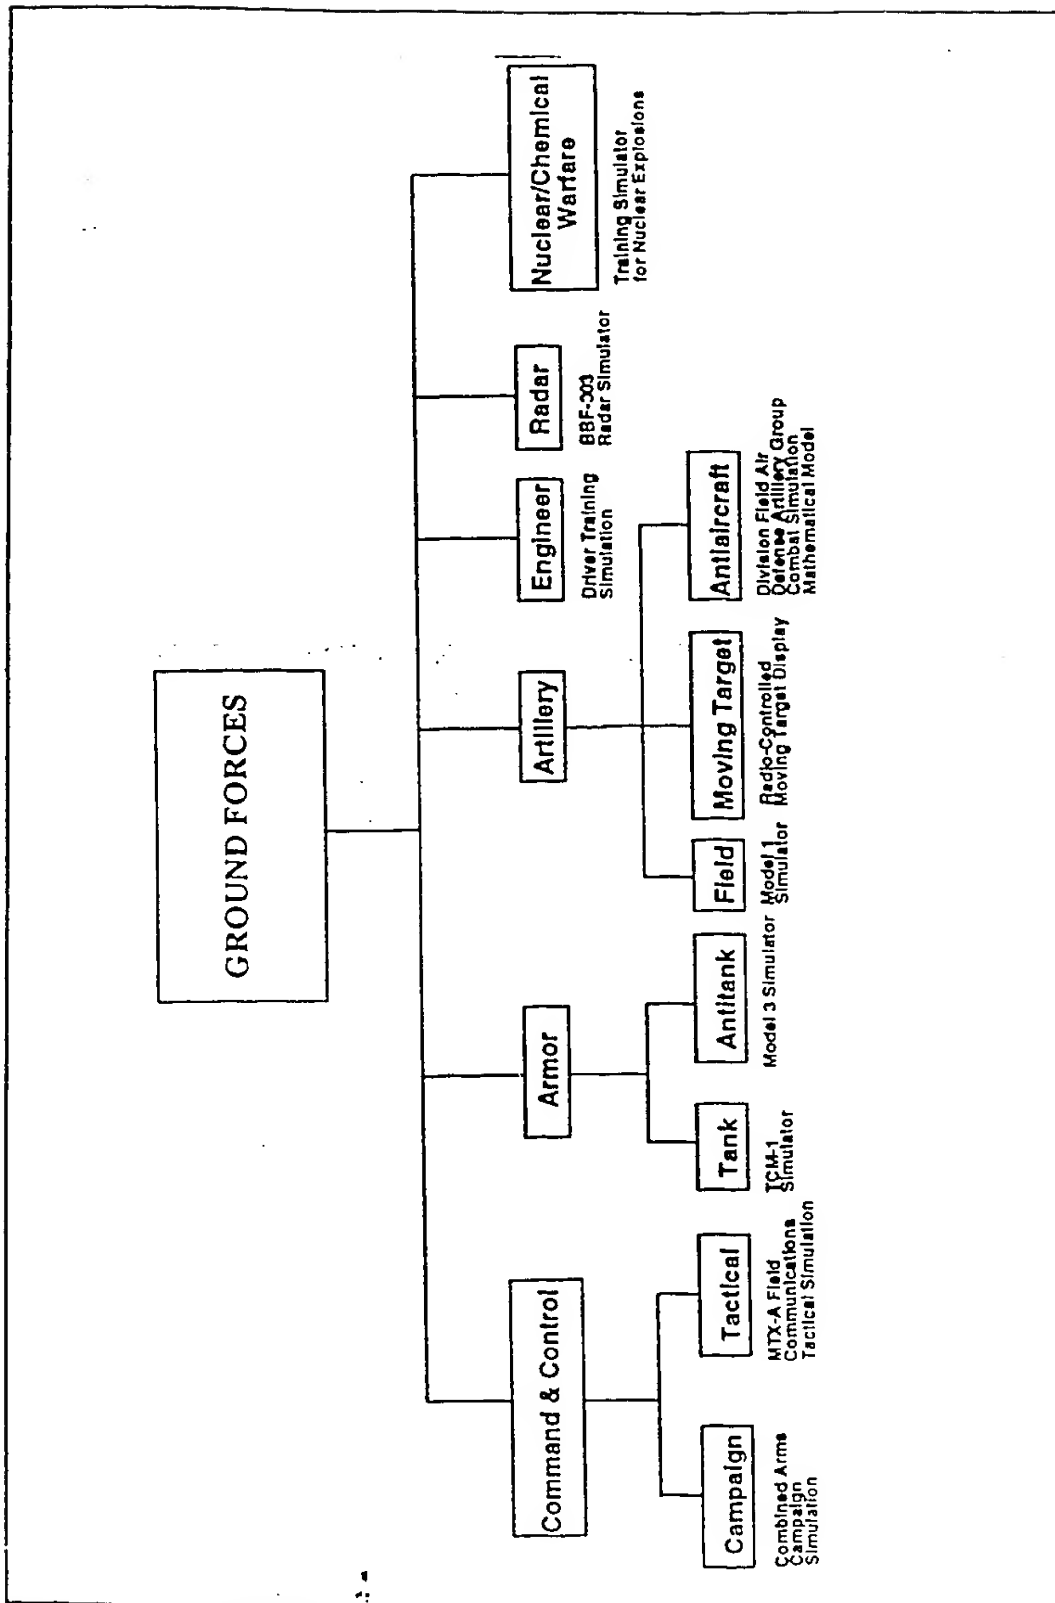 GROUND FORCES
Command & Control
Armor
Artillery
Engineer
Driver Training
Simulation
Radar
BBF-303
Radar Simulator
Nuclear/Chemical
Warfare
Training Simulator
for Nuclear Explosions
Campaign
Combined Arms
Campaign
Simulation
Tactical
MTX-A Field
Communications
Tactical Simulation
Tank
TCM-1
Simulator
Antitank
Model 3 Simulator
Field
Model 1
Simulator
Moving Target
Radio-Controlled
Moving Target Display
Antiaircraft
Division Field Air
Defense Artillery Group
Combat Simulation
Mathematical Model